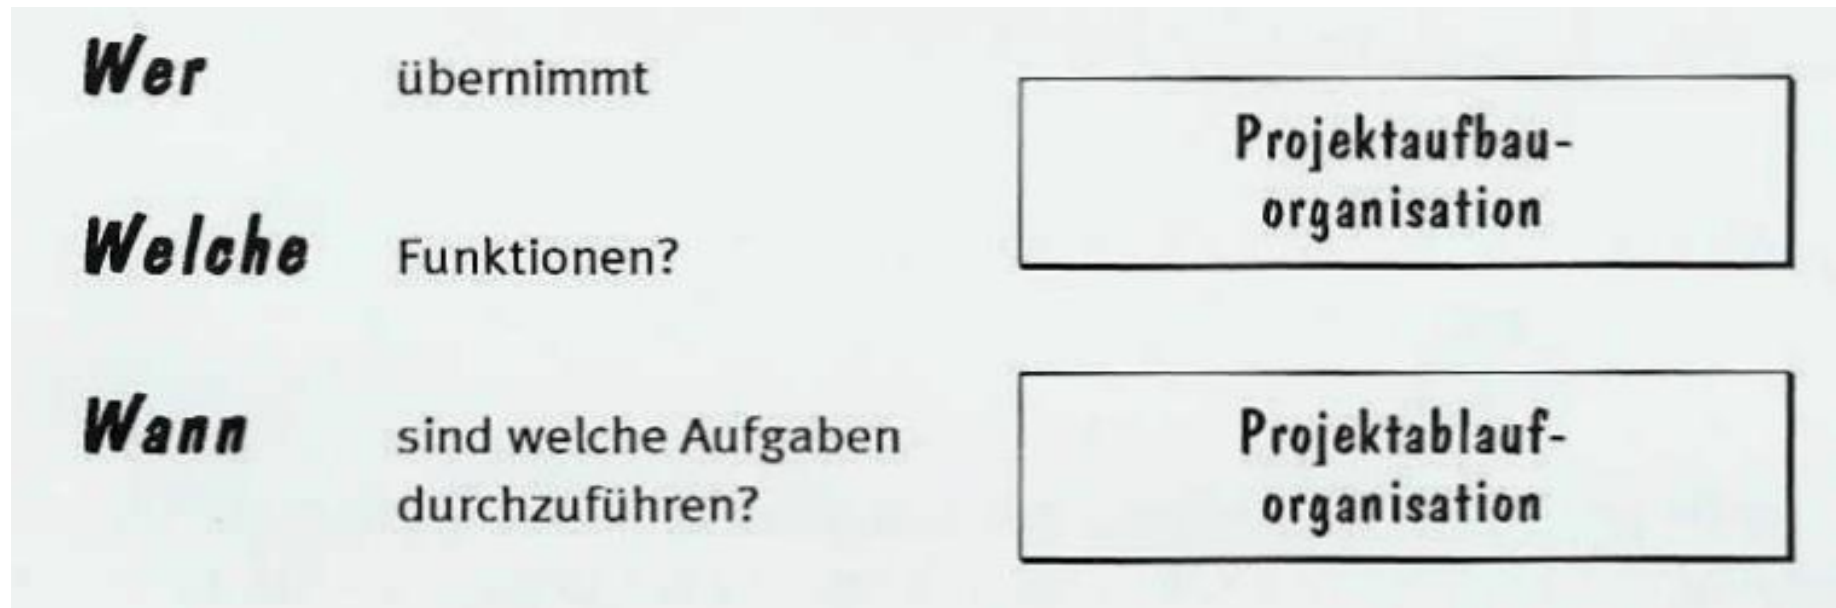 Wer übernimmt
Welche Funktionen?
Wann sind welche Aufgaben
durchzuführen?
Projektaufbau-
organisation
Projektablauf-
organisation